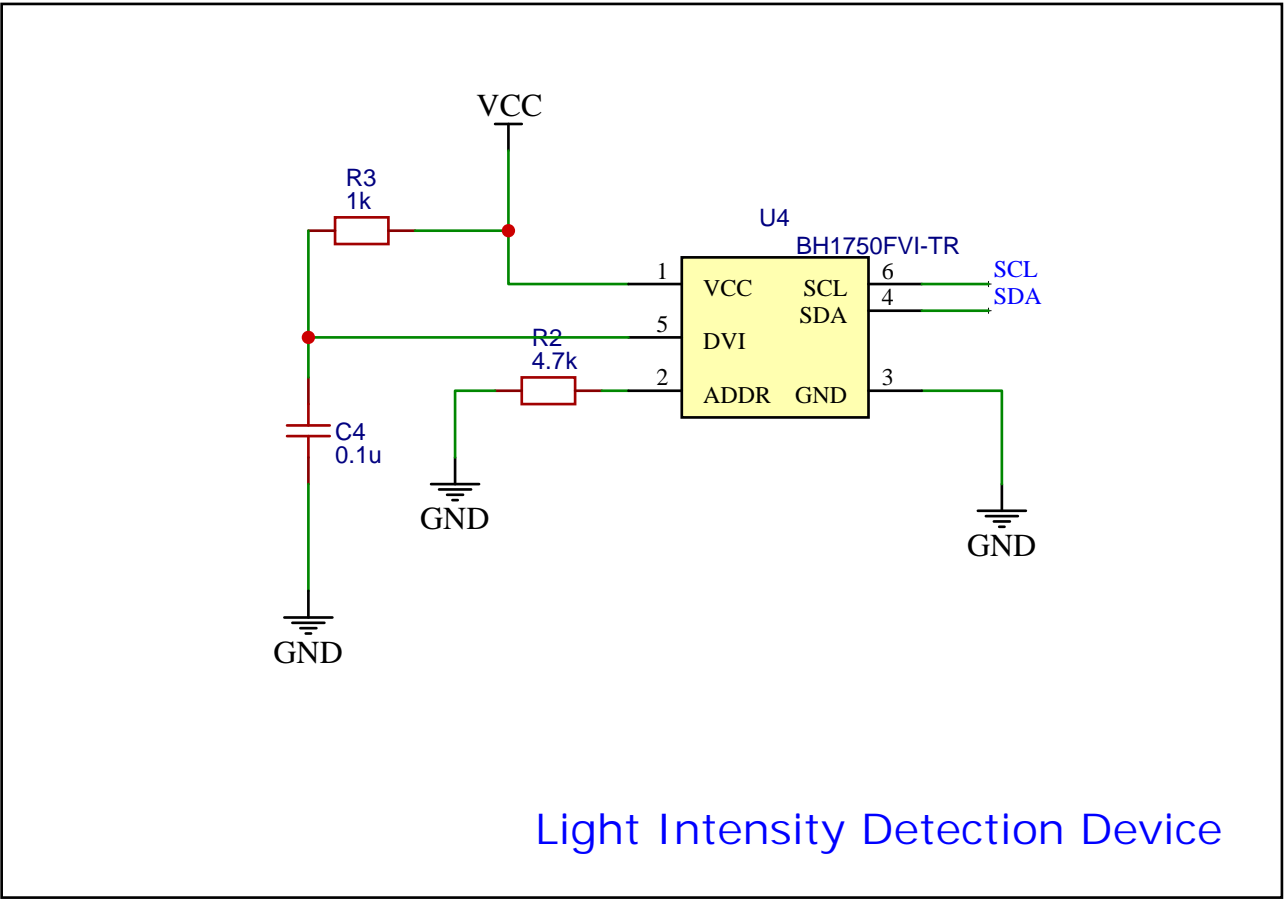 VCC
R3
1k
U4
BH1750FVI-TR
1
VCC
SCL
6
SCL
SDA
4
SDA
5
DVI
R2
4.7k
2
ADDR
GND
3
C4
0.1u
GND
GND
GND
Light Intensity Detection Device